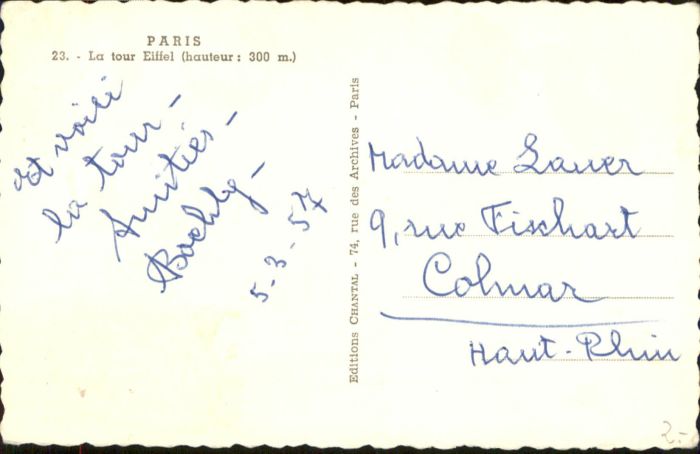 PARIS
23. - La tour Eiffel (hauteur : 300 m.)
Et voici
la tour -
Amitiés -
5-3-57
Editions CHANTAL - 74, rue des Archives - Paris
Madame Lauer
9, rue Fischart
Colmar
Haut-Rhin
2.-